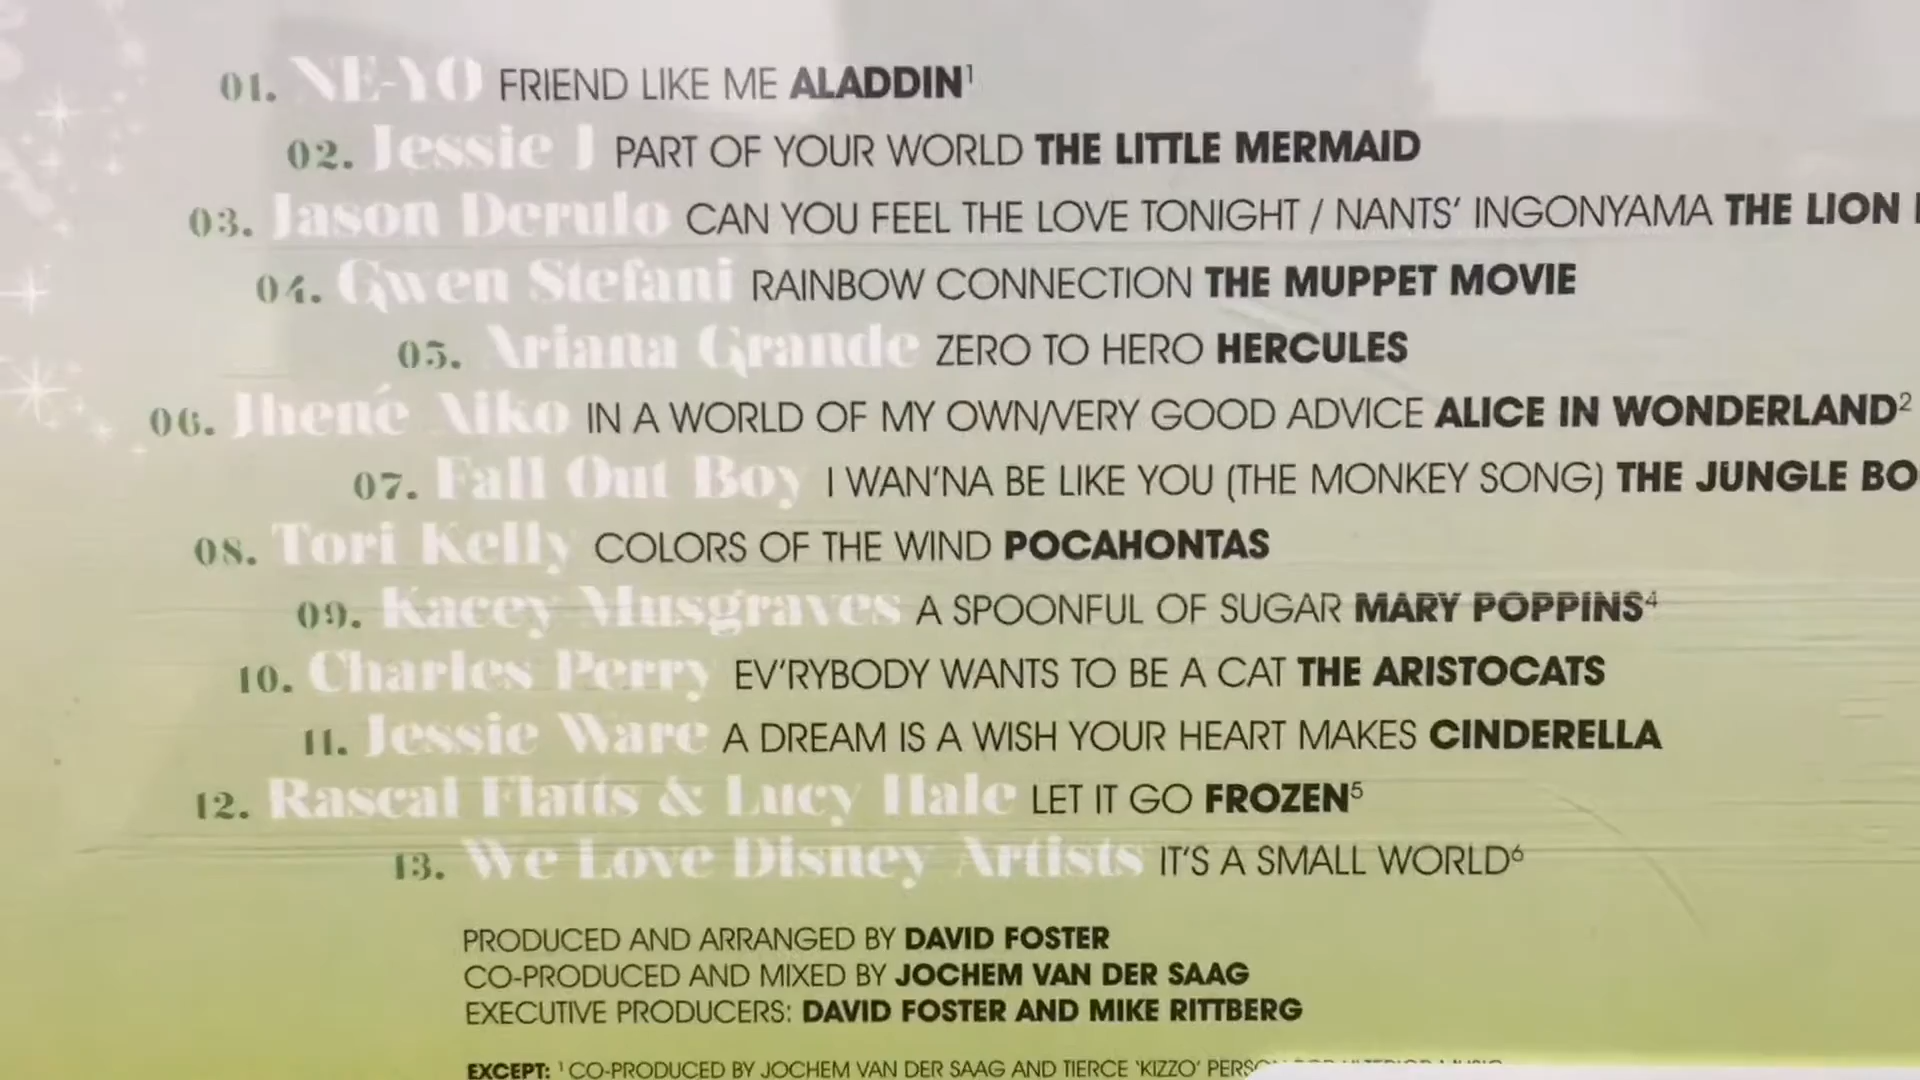 01. NE-YO FRIEND LIKE ME ALADDIN¹
02. Jessie J PART OF YOUR WORLD THE LITTLE MERMAID
03. Jason Derulo CAN YOU FEEL THE LOVE TONIGHT / NANTS' INGONYAMA THE LION
04. Gwen Stefani RAINBOW CONNECTION THE MUPPET MOVIE
05. Ariana Grande ZERO TO HERO HERCULES
06. Jhené Aiko IN A WORLD OF MY OWN/VERY GOOD ADVICE ALICE IN WONDERLAND²
07. Fall Out Boy I WAN'NA BE LIKE YOU (THE MONKEY SONG) THE JUNGLE BO
08. Tori Kelly COLORS OF THE WIND POCAHONTAS
09. Kacey Musgraves A SPOONFUL OF SUGAR MARY POPPINS⁴
10. Charles Perry EV'RYBODY WANTS TO BE A CAT THE ARISTOCATS
11. Jessie Ware A DREAM IS A WISH YOUR HEART MAKES CINDERELLA
12. Rascal Flatts & Lucy Hale LET IT GO FROZEN⁵
13. We Love Disney Artists IT'S A SMALL WORLD⁶
PRODUCED AND ARRANGED BY DAVID FOSTER
CO-PRODUCED AND MIXED BY JOCHEM VAN DER SAAG
EXECUTIVE PRODUCERS: DAVID FOSTER AND MIKE RITTBERG
EXCEPT: ¹ CO-PRODUCED BY JOCHEM VAN DER SAAG AND TIERCE 'KIZZO'